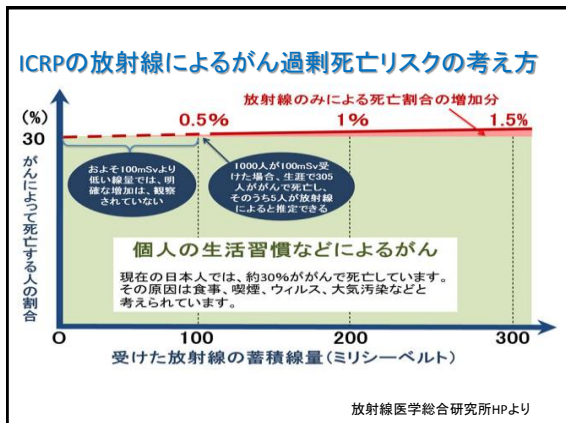 ICRPの放射線によるがん過剰死亡リスクの考え方
放射線のみによる死亡割合の増加分
(%)
0.5%
1%
1.5%
30
がんによって死亡する人の割合
およそ100mSvより
低い線量では、明
確な増加は、観察
されていない
1000人が100mSv受
けた場合、生涯で305
人ががんで死亡し、
そのうち5人が放射線
によると推定できる
個人の生活習慣などによるがん
現在の日本人では、約30%ががんで死亡しています。
その原因は食事、喫煙、ウィルス、大気汚染などと
考えられています。
O
100
200
300
受けた放射線の蓄積線量(ミリシーベルト)
放射線医学総合研究所HPより